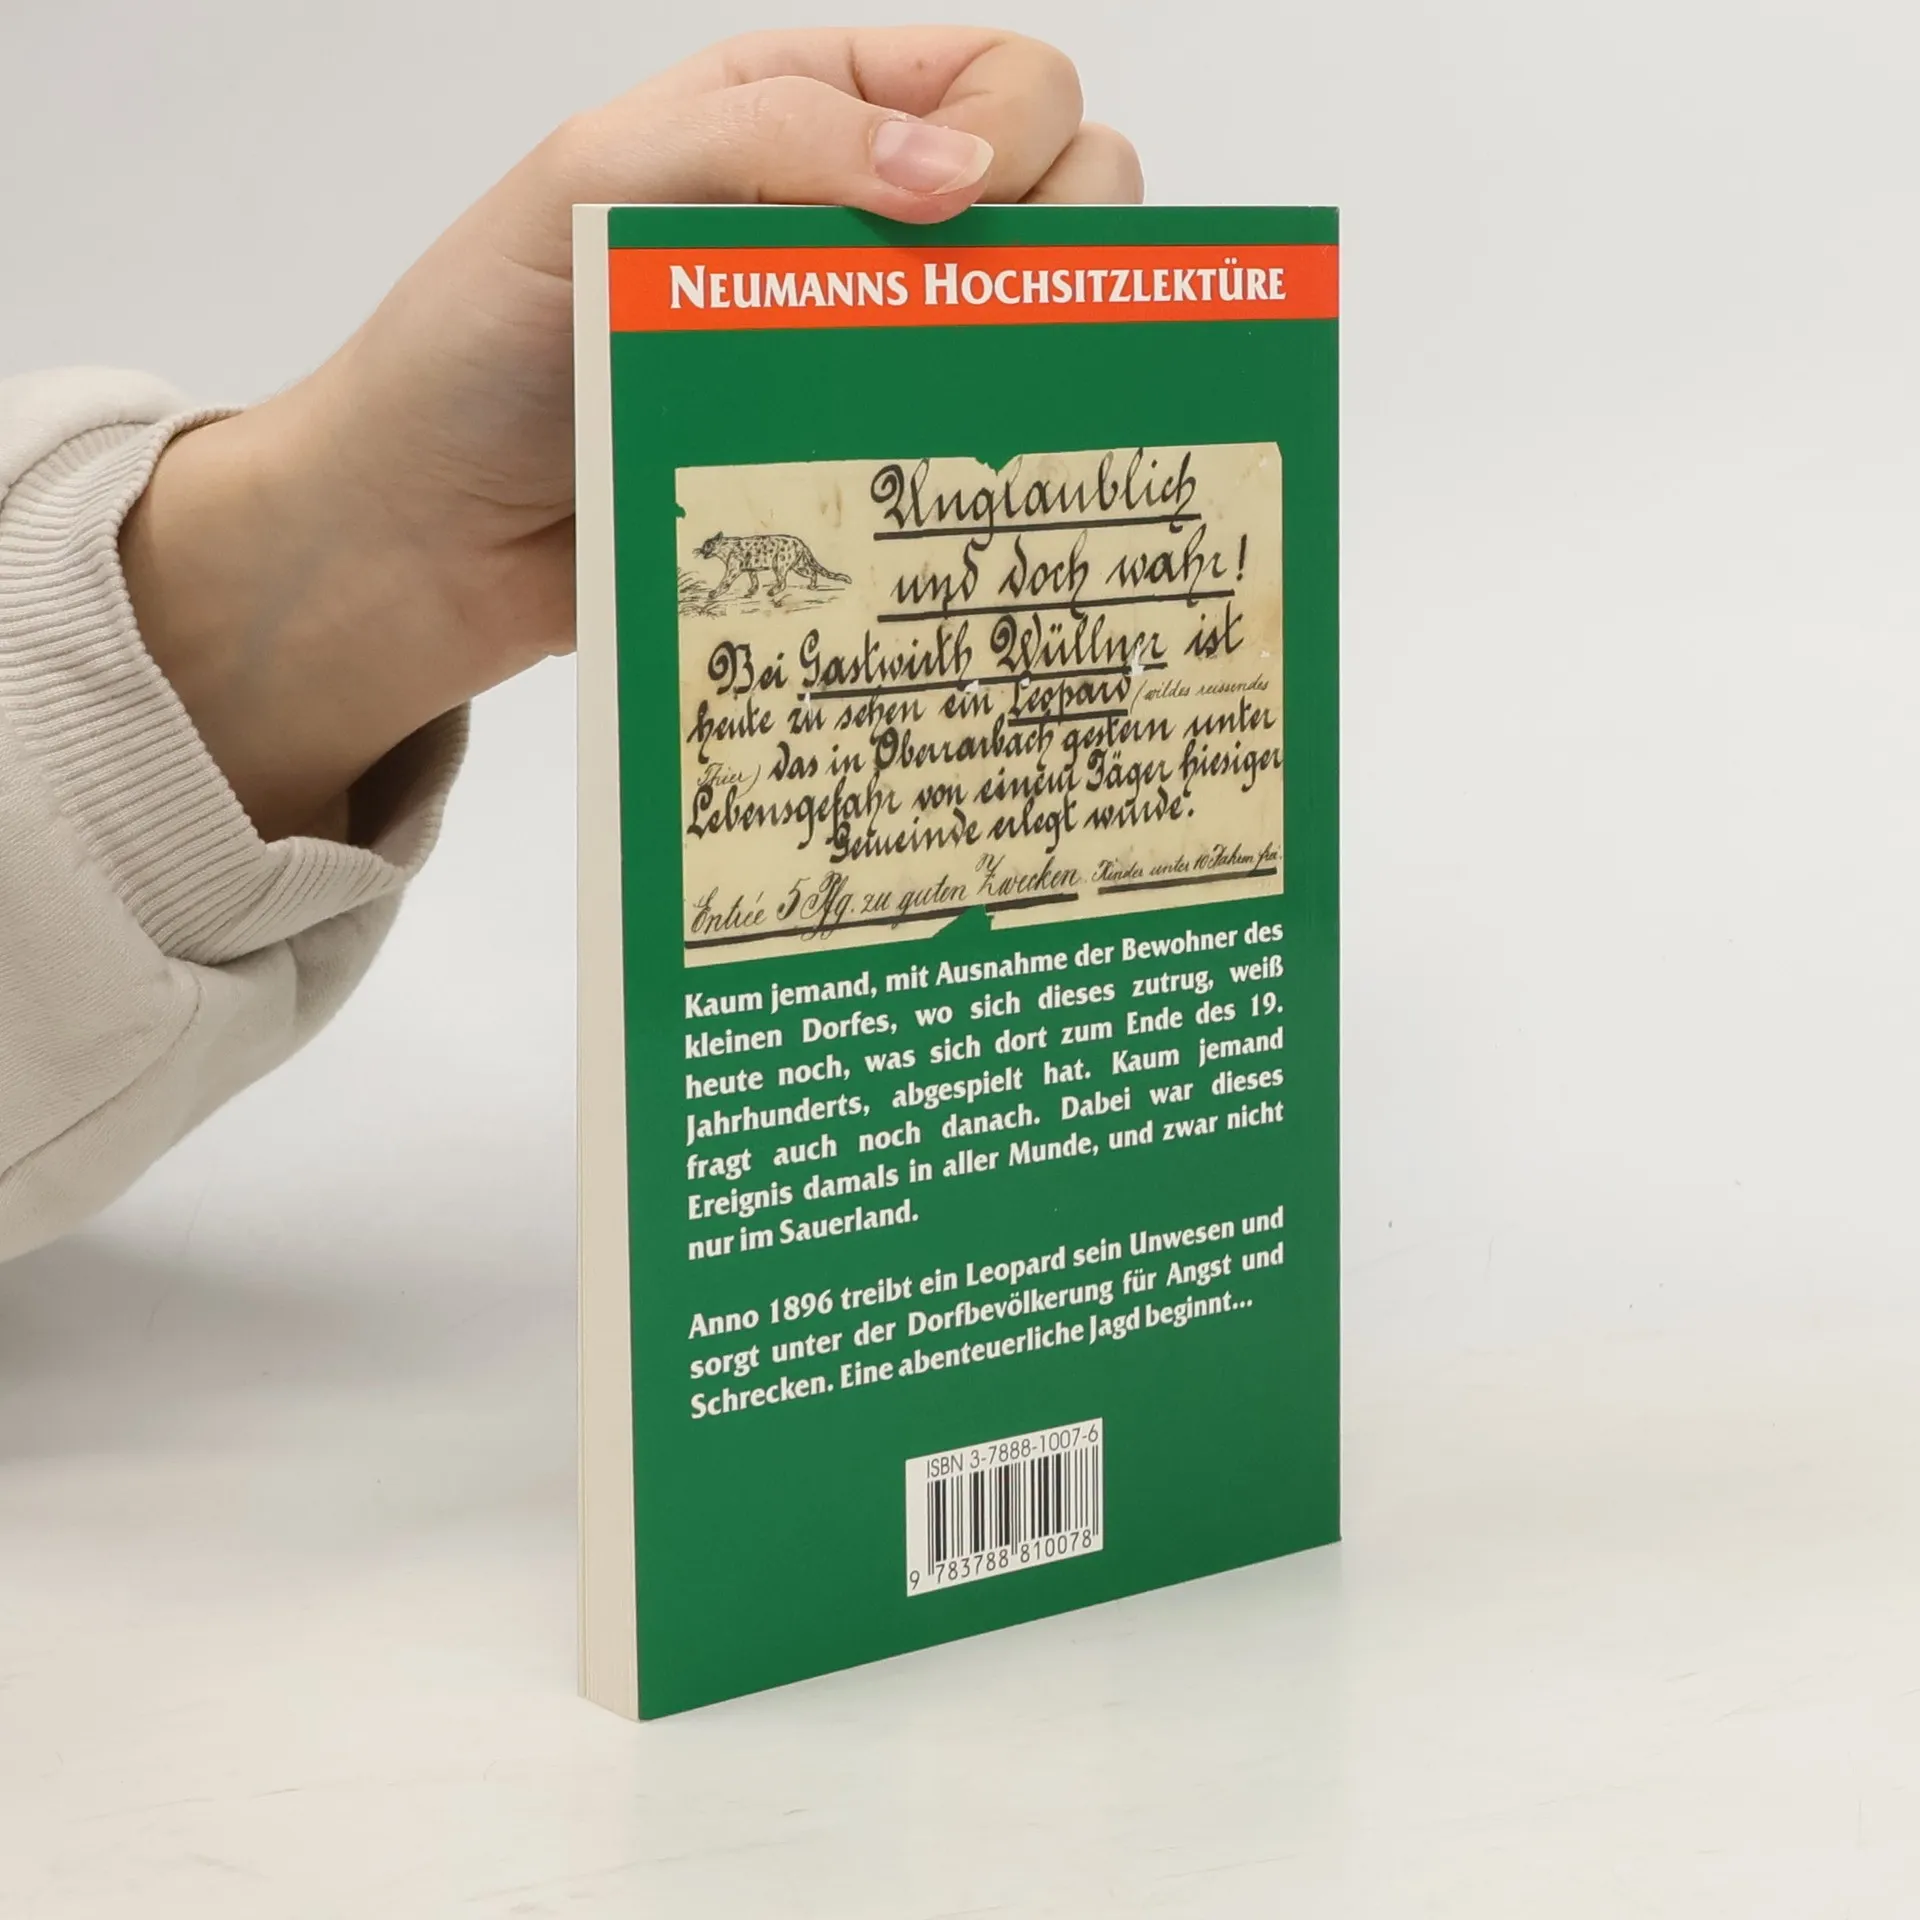 NEUMANNS HOCHSITZLEKTÜRE
Unglaublich
und doch wahr!
Bei Gastwirth Wüllner ist
heute zu sehen ein Leopard (wildes reissendes
Thier) das in Oberrarbach gestern unter
Lebensgefahr von einem Jäger hiesiger
Gemeinde erlegt wurde.
Entrée 5 Pfg. zu guten Zwecken. Kinder unter 10 Jahren frei.
Kaum jemand, mit Ausnahme der Bewohner des
kleinen Dorfes, wo sich dieses zutrug, weiß
heute noch, was sich dort zum Ende des 19.
Jahrhunderts, abgespielt hat. Kaum jemand
fragt auch noch danach. Dabei war dieses
Ereignis damals in aller Munde, und zwar nicht
nur im Sauerland.
Anno 1896 treibt ein Leopard sein Unwesen und
sorgt unter der Dorfbevölkerung für Angst und
Schrecken. Eine abenteuerliche Jagd beginnt...
ISBN 3-7888-1007-6
9 783788 810078